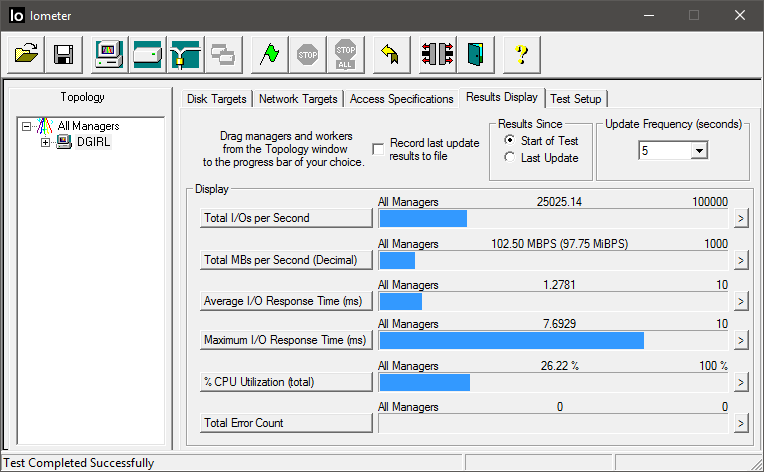 Io Iometer
STOP
STOP
ALL
?
Topology
All Managers
DGIRL
Disk Targets
Network Targets
Access Specifications
Results Display
Test Setup
Drag managers and workers
from the Topology window
to the progress bar of your choice.
Record last update
results to file
Results Since
Start of Test
Last Update
Update Frequency (seconds)
5
Display
All Managers 25025.14 100000
Total I/Os per Second >
All Managers 102.50 MBPS (97.75 MiBPS) 1000
Total MBs per Second (Decimal) >
All Managers 1.2781 10
Average I/O Response Time (ms) >
All Managers 7.6929 10
Maximum I/O Response Time (ms) >
All Managers 26.22 % 100 %
% CPU Utilization (total) >
All Managers 0 0
Total Error Count >
Test Completed Successfully